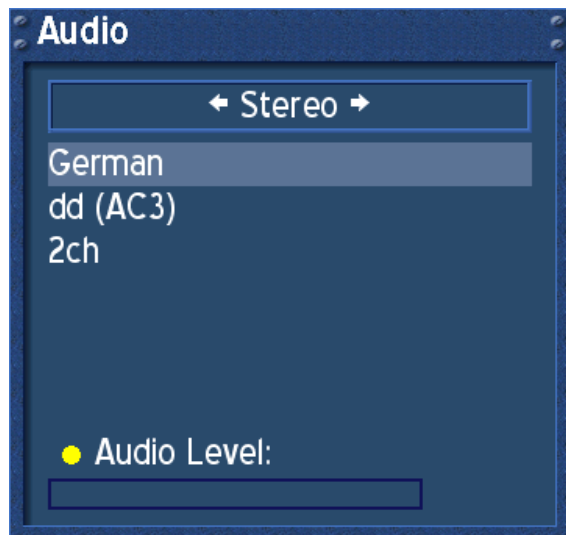 Audio
Stereo
German
dd (AC3)
2ch
Audio Level: